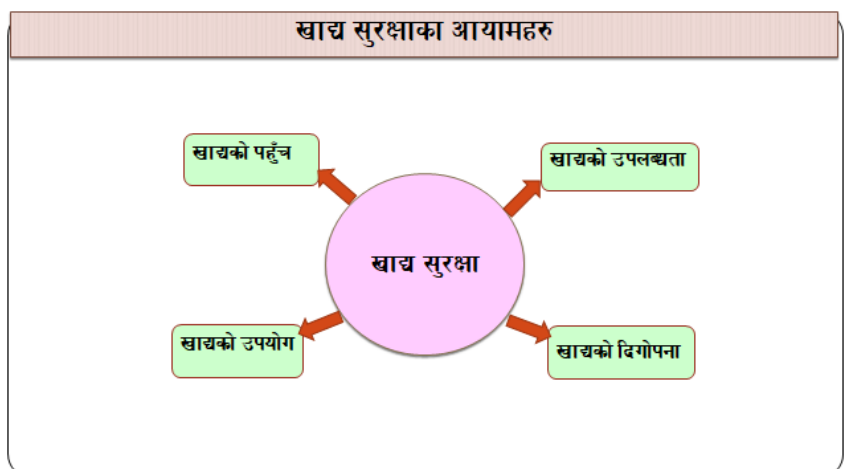 खाद्य सुरक्षाका आयामहरु
खाद्यको पहुँच
खाद्यको उपलब्धता
खाद्य सुरक्षा
खाद्यको उपयोग
खाद्यको दिगोपना